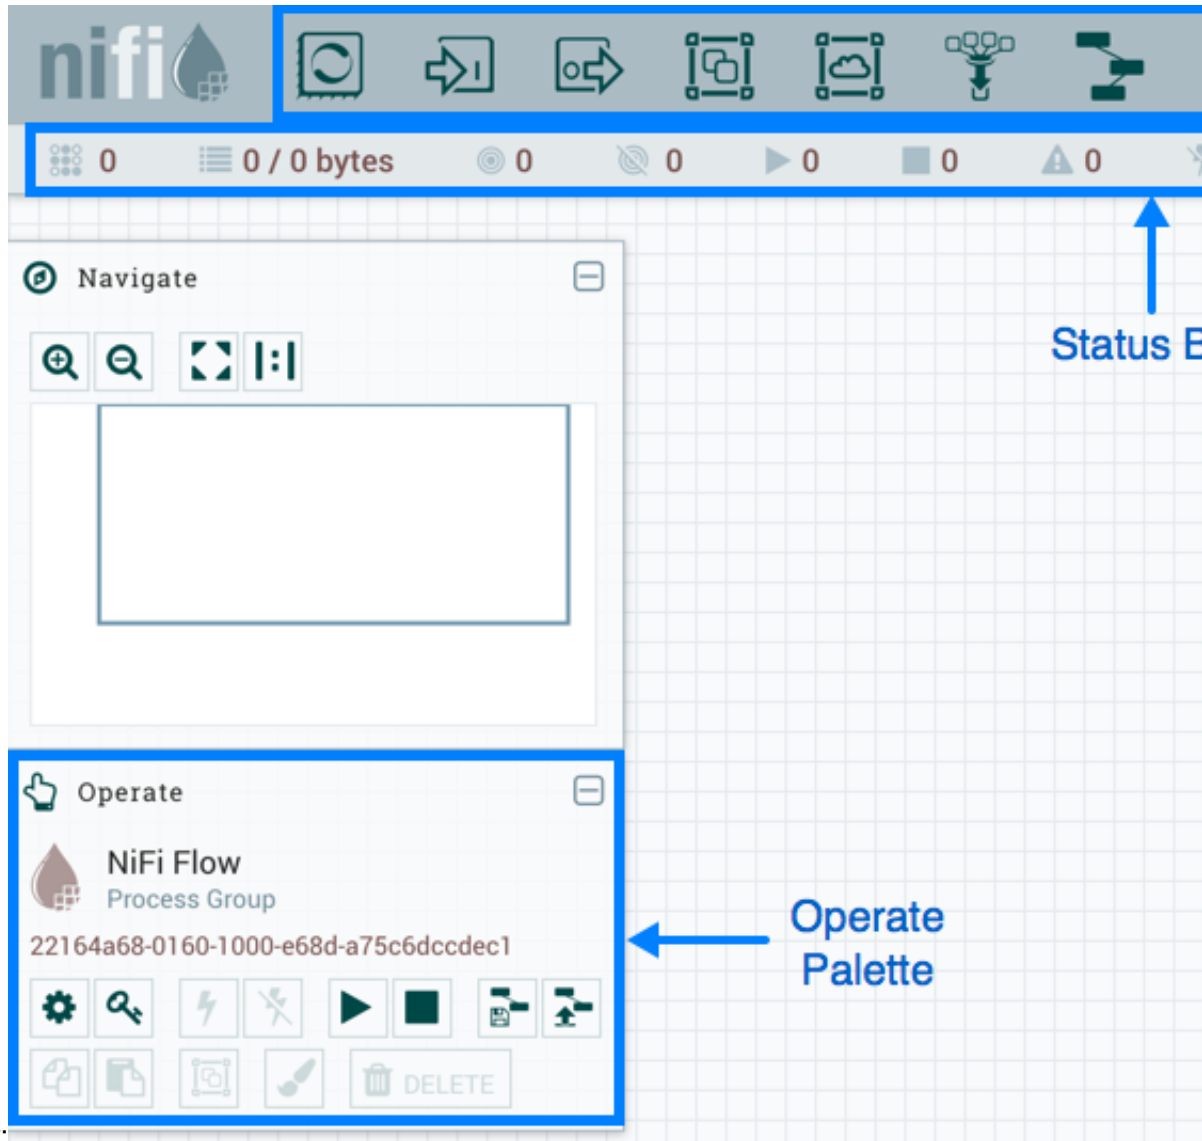 nifi
0 0 / 0 bytes 0 0 0 0 0
Navigate
Status B
Operate
NiFi Flow
Process Group
22164a68-0160-1000-e68d-a75c6dccdec1
Operate
Palette
DELETE